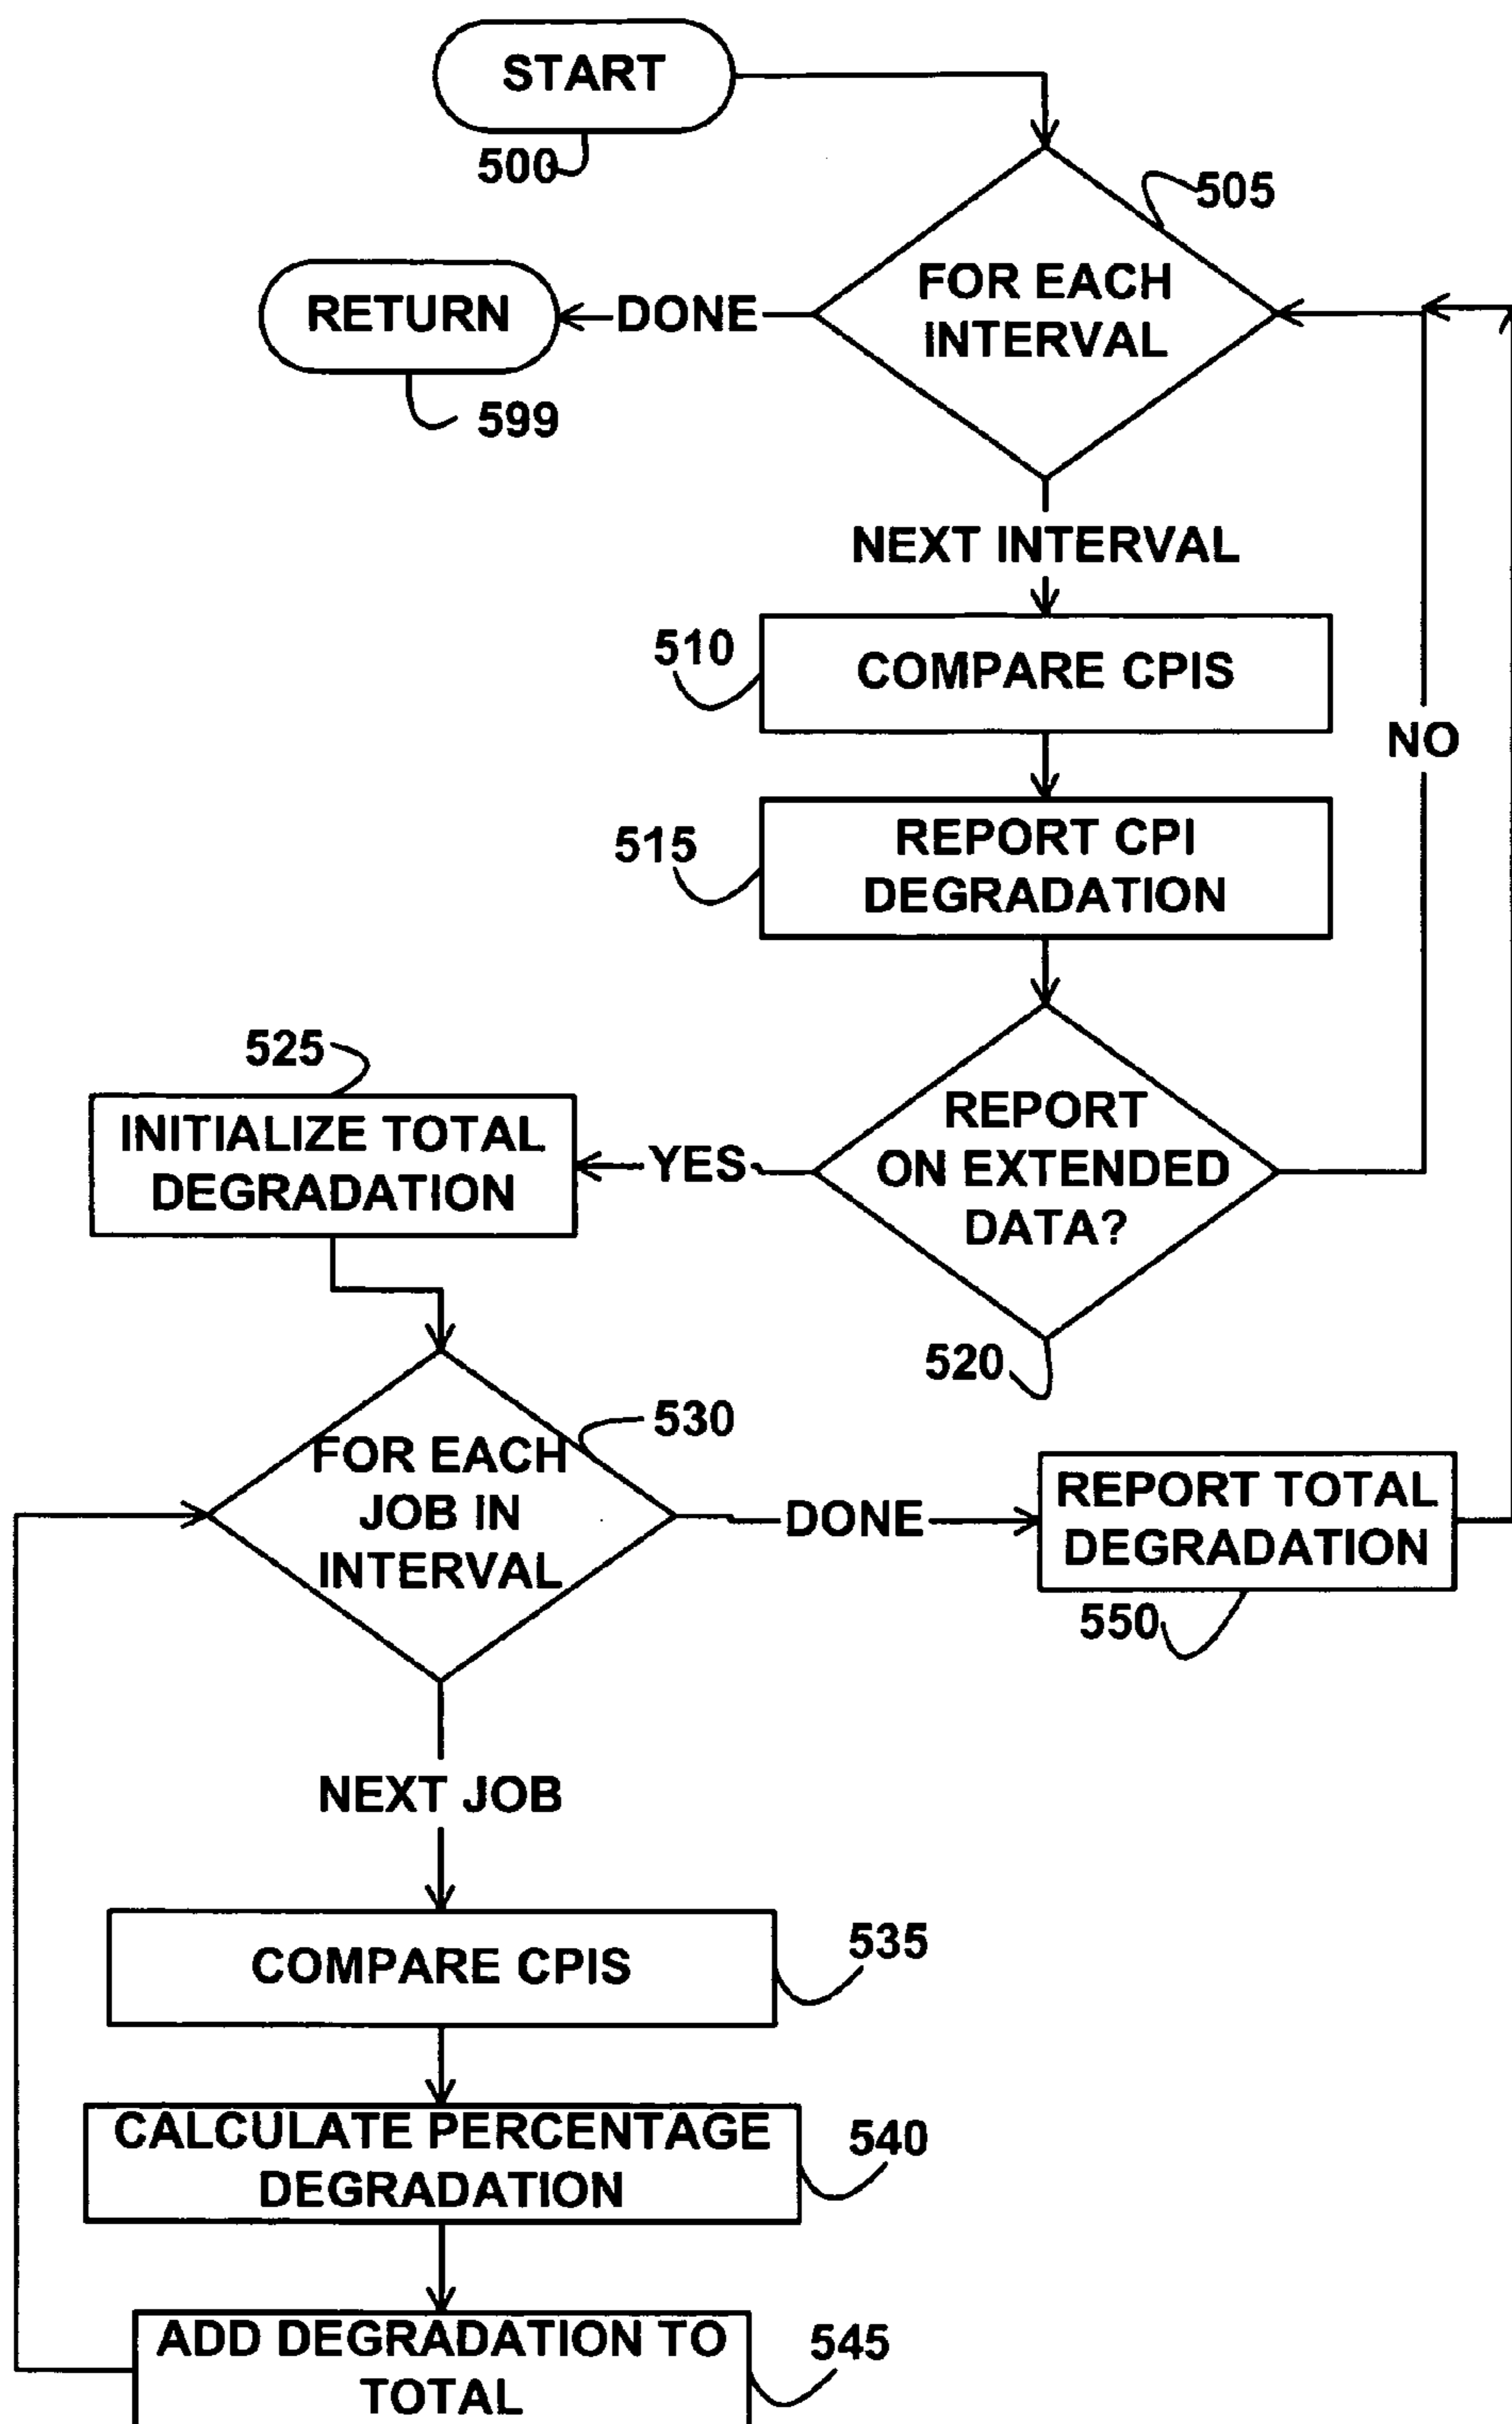 START
500
505
FOR EACH
INTERVAL
DONE
RETURN
599
NEXT INTERVAL
510
COMPARE CPIS
NO
515
REPORT CPI
DEGRADATION
525
INITIALIZE TOTAL
DEGRADATION
YES
REPORT
ON EXTENDED
DATA?
520
530
FOR EACH
JOB IN
INTERVAL
DONE
REPORT TOTAL
DEGRADATION
550
NEXT JOB
COMPARE CPIS
535
CALCULATE PERCENTAGE
DEGRADATION
540
ADD DEGRADATION TO
TOTAL
545